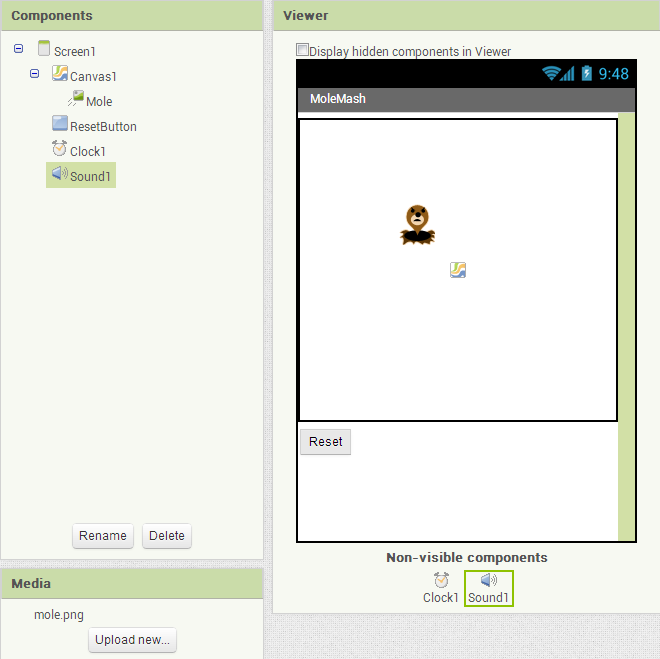 Components
Screen1
Canvas1
Mole
ResetButton
Clock1
Sound1
Rename Delete
Media
mole.png
Upload new...
Viewer
Display hidden components in Viewer
9:48
MoleMash
Reset
Non-visible components
Clock1 Sound1